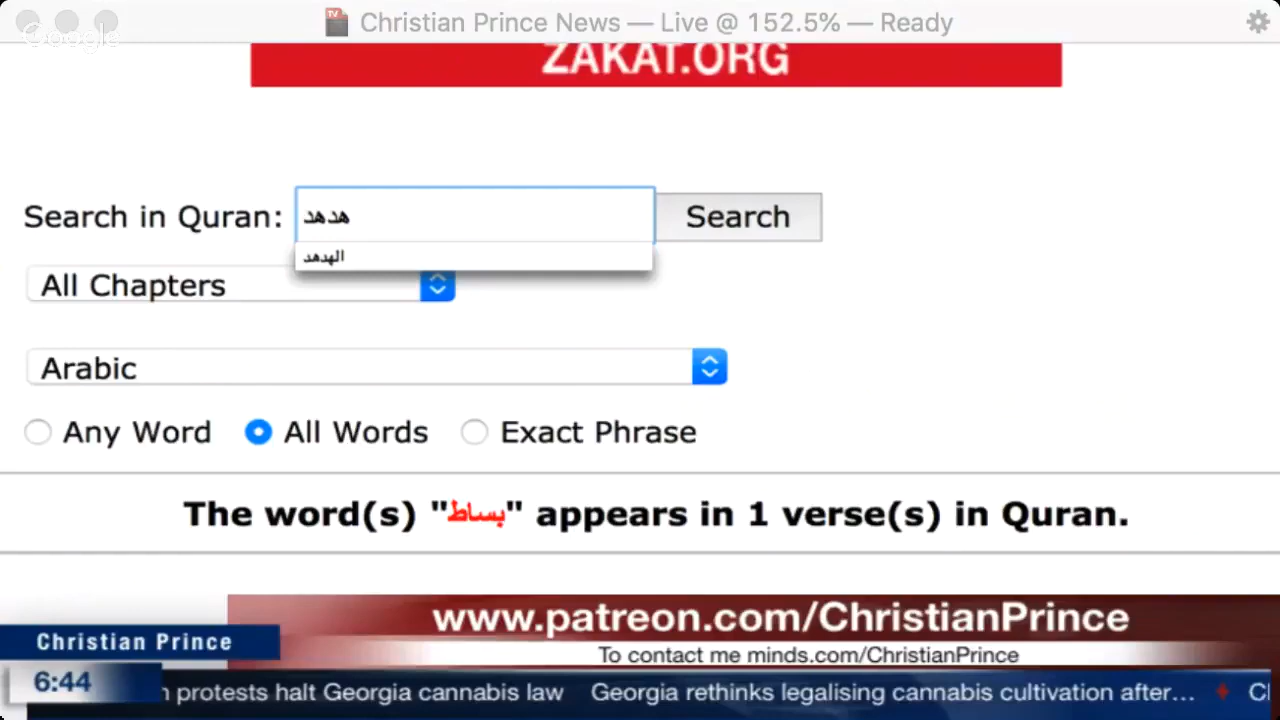 Christian Prince News — Live @ 152.5% — Ready
Google
ZAKAT.ORG
Search in Quran:
هدهد
Search
الهدهد
All Chapters
Arabic
Any Word
All Words
Exact Phrase
The word(s) "بساط" appears in 1 verse(s) in Quran.
www.patreon.com/ChristianPrince
Christian Prince
To contact me minds.com/ChristianPrince
6:44
protests halt Georgia cannabis law Georgia rethinks legalising cannabis cultivation after...